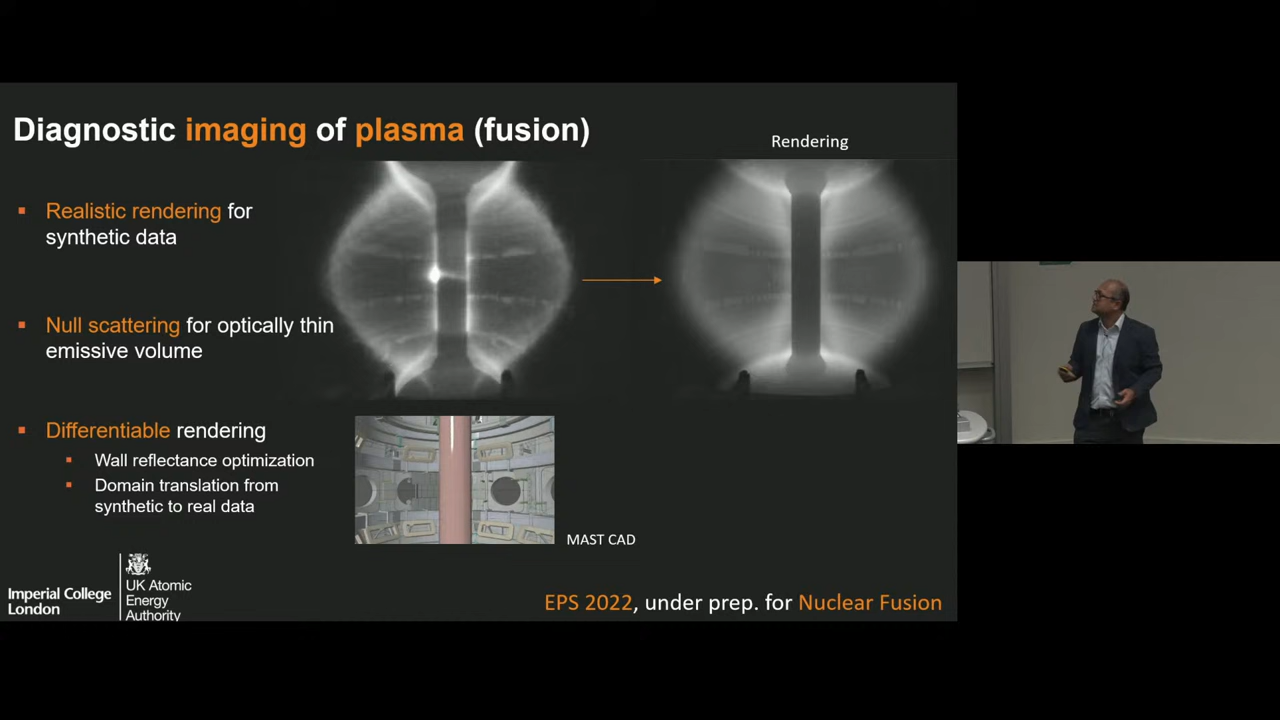 Diagnostic imaging of plasma (fusion)
Rendering
Realistic rendering for
synthetic data
Null scattering for optically thin
emissive volume
Differentiable rendering
Wall reflectance optimization
Domain translation from
synthetic to real data
MAST CAD
Imperial College
London
UK Atomic
Energy
Authority
EPS 2022, under prep. for Nuclear Fusion